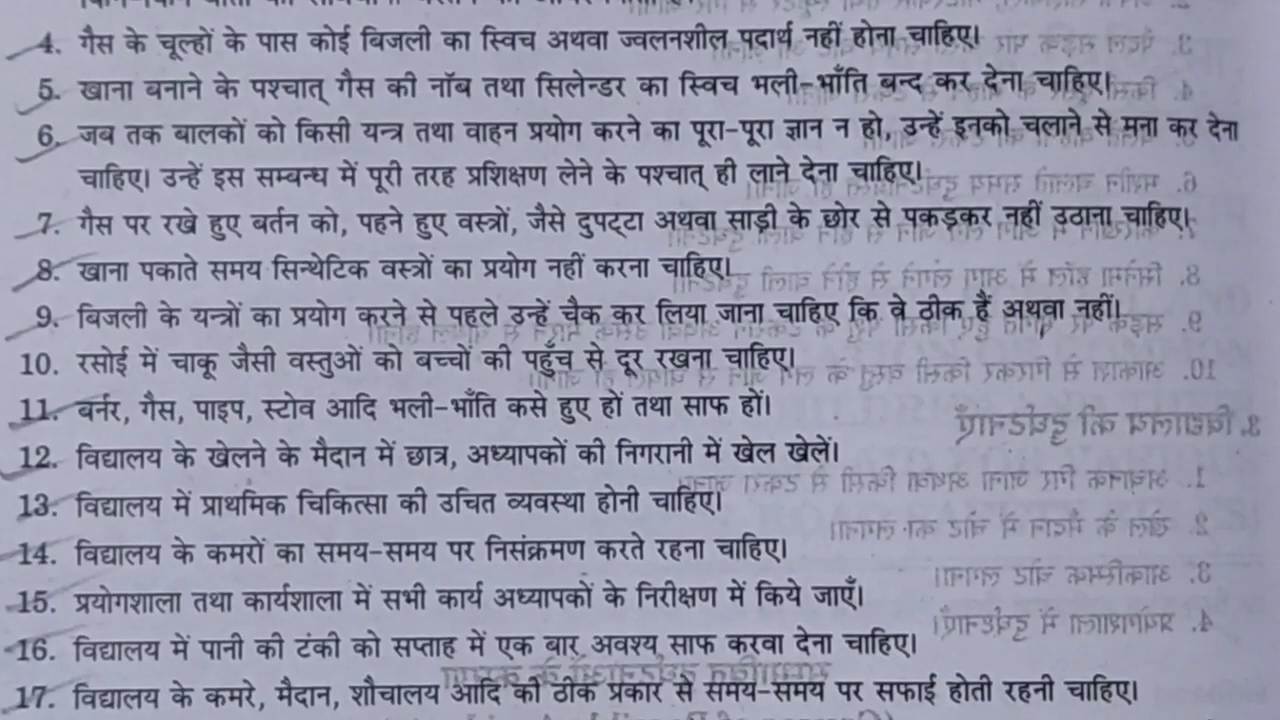 4. गैस के चूल्हों के पास कोई बिजली का स्विच अथवा ज्वलनशील पदार्थ नहीं होना चाहिए।
5. खाना बनाने के पश्चात् गैस की नॉब तथा सिलेन्डर का स्विच भली-भाँति बन्द कर देना चाहिए।
6. जब तक बालकों को किसी यन्त्र तथा वाहन प्रयोग करने का पूरा-पूरा ज्ञान न हो, उन्हें इनको चलाने से मना कर देना
चाहिए। उन्हें इस सम्बन्ध में पूरी तरह प्रशिक्षण लेने के पश्चात् ही लाने देना चाहिए।
7. गैस पर रखे हुए बर्तन को, पहने हुए वस्त्रों, जैसे दुपट्टा अथवा साड़ी के छोर से पकड़कर नहीं उठाना चाहिए।
8. खाना पकाते समय सिन्थेटिक वस्त्रों का प्रयोग नहीं करना चाहिए।
9. बिजली के यन्त्रों का प्रयोग करने से पहले उन्हें चैक कर लिया जाना चाहिए कि वे ठीक हैं अथवा नहीं।
10. रसोई में चाकू जैसी वस्तुओं को बच्चों की पहुँच से दूर रखना चाहिए।
11. बर्नर, गैस, पाइप, स्टोव आदि भली-भाँति कसे हुए हों तथा साफ हों।
12. विद्यालय के खेलने के मैदान में छात्र, अध्यापकों की निगरानी में खेल खेलें।
13. विद्यालय में प्राथमिक चिकित्सा की उचित व्यवस्था होनी चाहिए।
14. विद्यालय के कमरों का समय-समय पर निसंक्रमण करते रहना चाहिए।
15. प्रयोगशाला तथा कार्यशाला में सभी कार्य अध्यापकों के निरीक्षण में किये जाएँ।
16. विद्यालय में पानी की टंकी को सप्ताह में एक बार अवश्य साफ करवा देना चाहिए।
17. विद्यालय के कमरे, मैदान, शौचालय आदि की ठीक प्रकार से समय-समय पर सफाई होती रहनी चाहिए।